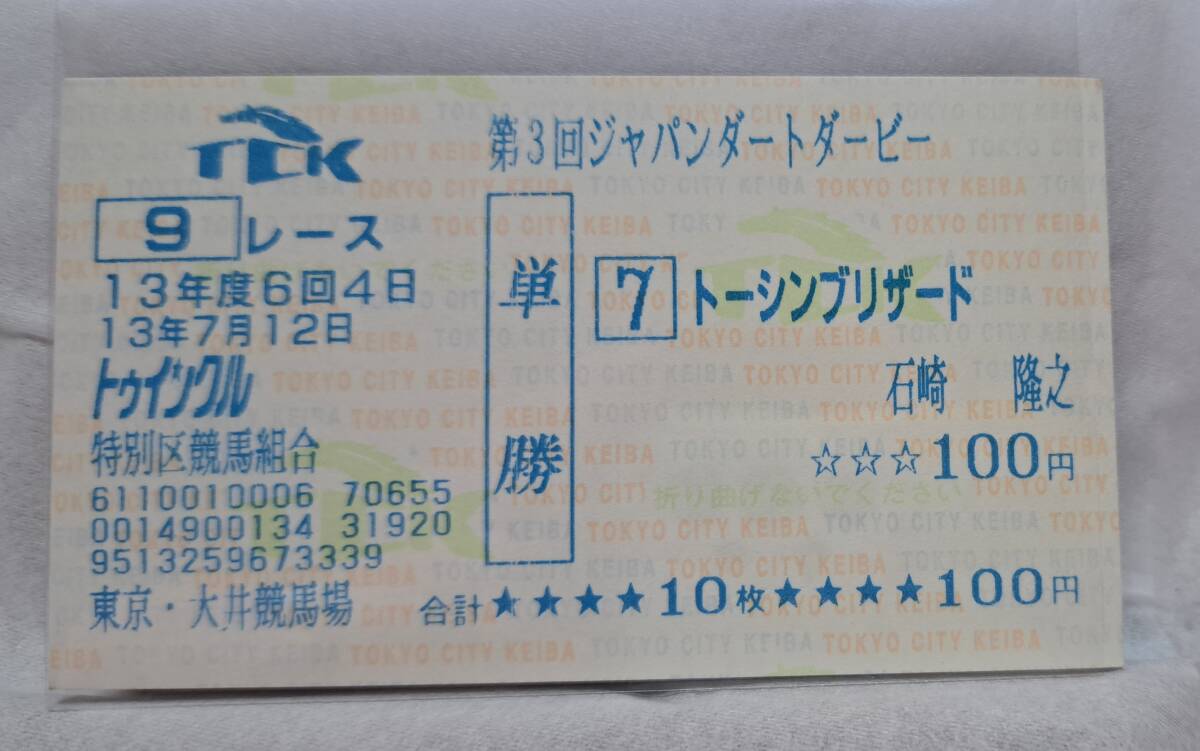 TCK
第3回ジャパンダートダービー
9 レース
13年度6回4日
13年7月12日
トゥインクル
特別区競馬組合
6110010006 70655
0014900134 31920
9513259673339
東京・大井競馬場
単勝
7 トーシンブリザード
石崎 隆之
☆☆☆100円
合計★★★★10枚★★★★100円
折り曲げないでください
TOKYO CITY KEIBA